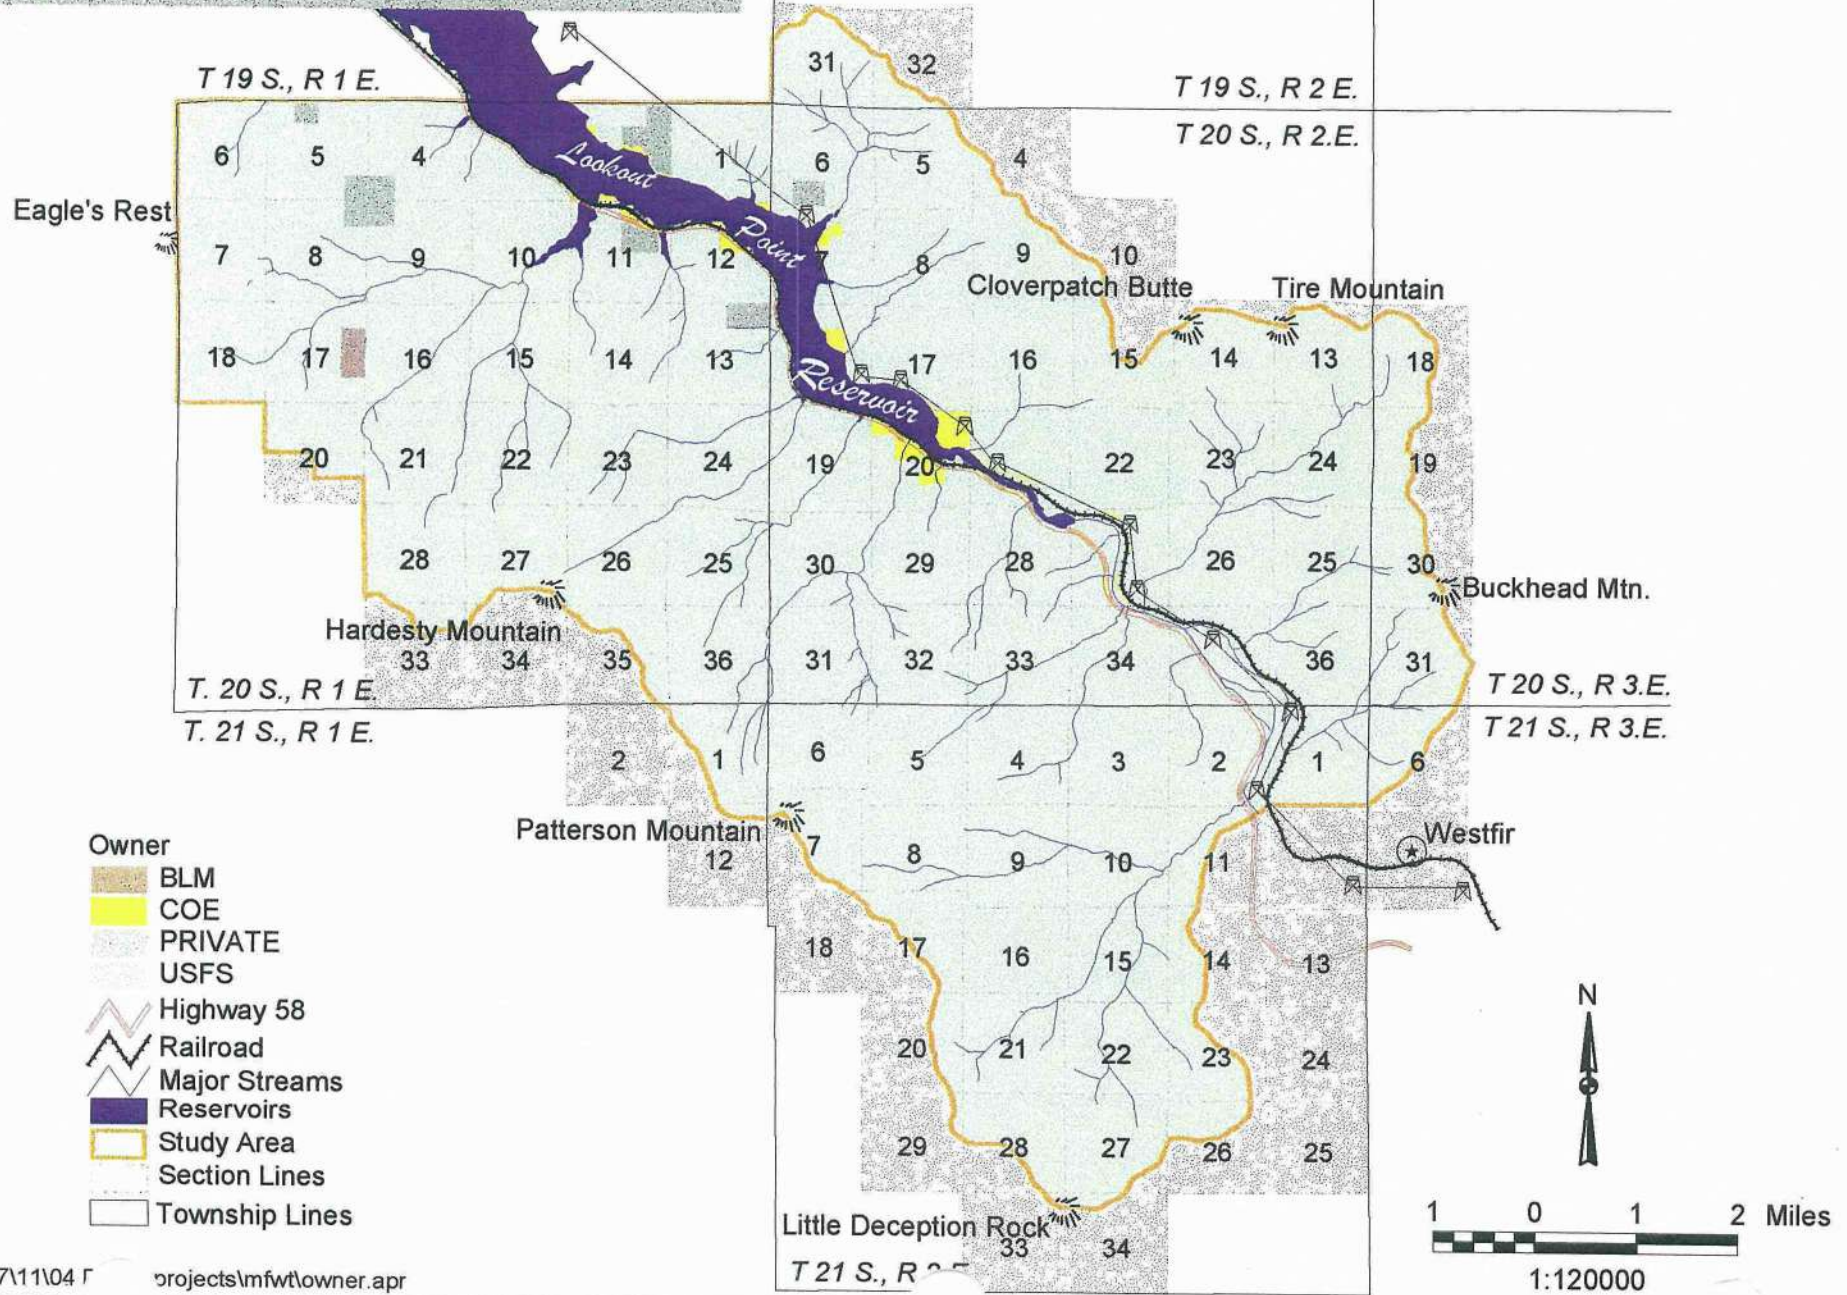 31 32
T 19 S., R 1 E.
T 19 S., R 2 E.
T 20 S., R 2.E.
6 5 4 1 6 5 4
Lookout
Eagle's Rest
Point
7 8 9 10 11 12 7 8 9 10
Cloverpatch Butte
Tire Mountain
18 17 16 15 14 13 17 16 15 14 13 18
Reservoir
20 21 22 23 24 19 20 22 23 24 19
28 27 26 25 30 29 28 26 25 30
Buckhead Mtn.
Hardesty Mountain
33 34 35 36 31 32 33 34 36 31
T. 20 S., R 1 E.
T 20 S., R 3.E.
T. 21 S., R 1 E.
T 21 S., R 3.E.
2 1 6 5 4 3 2 1 6
Patterson Mountain
Westfir
12 7 8 9 10 11
18 17 16 15 14 13
20 21 22 23 24
29 28 27 26 25
Little Deception Rock
33 34
T 21 S., R
Owner
BLM
COE
PRIVATE
USFS
Highway 58
Railroad
Major Streams
Reservoirs
Study Area
Section Lines
Township Lines
N
1 0 1 2 Miles
1:120000
7\11\04 projects\mfwt\owner.apr